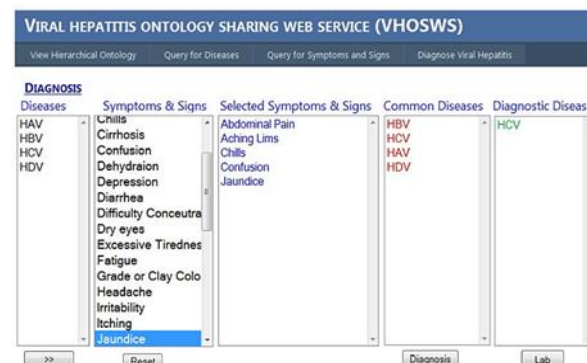 VIRAL HEPATITIS ONTOLOGY SHARING WEB SERVICE (VHOSWS)
View Hierarchical Ontology Query for Diseases Query for Symptoms and Signs Diagnose Viral Hepatitis
DIAGNOSIS
Diseases Symptoms & Signs Selected Symptoms & Signs Common Diseases Diagnostic Diseas
HAV
HBV
HCV
HDV
Chills
Cirrhosis
Confusion
Dehydraion
Depression
Diarrhea
Difficulty Conceutra
Dry eyes
Excessive Tirednes
Fatigue
Grade or Clay Colo
Headache
Irritability
Itching
Jaundice
Abdominal Pain
Aching Lims
Chills
Confusion
Jaundice
HBV
HCV
HAV
HDV
HCV
>> Reset Diagnosis Lab